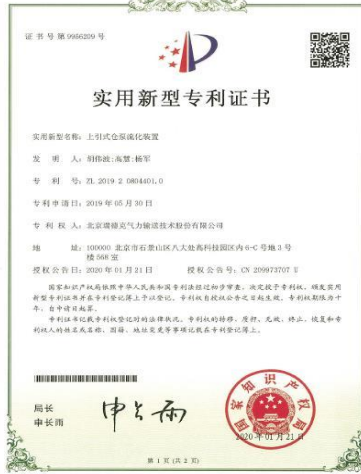 证书号第9956209号
实用新型专利证书
实用新型名称：上引式仓泵流化装置
发 明 人：胡伟波；高慧；杨军
专 利 号：ZL 2019 2 0804401.0
专利申请日：2019年05月30日
专 利 权 人：北京瑞德克气力输送技术股份有限公司
地 址：100000 北京市石景山区八大处高科技园区内6-C号地3号
楼568室
授权公告日：2020年01月21日 授权公告号：CN 209973707 U
国家知识产权局依照中华人民共和国专利法经过初步审查，决定授予专利权，颁发实用
新型专利证书并在专利登记簿上予以登记。专利权自授权公告之日起生效。专利权期限为十
年，自申请日起算。
专利证书记载专利权登记时的法律状况。专利权的转移、质押、无效、终止、恢复和专
利权人的姓名或名称、国籍、地址变更等事项记载在专利登记簿上。
局长
申长雨
申长雨
国家知识产权局
2020年01月21日
第 1 页 (共 2 页)